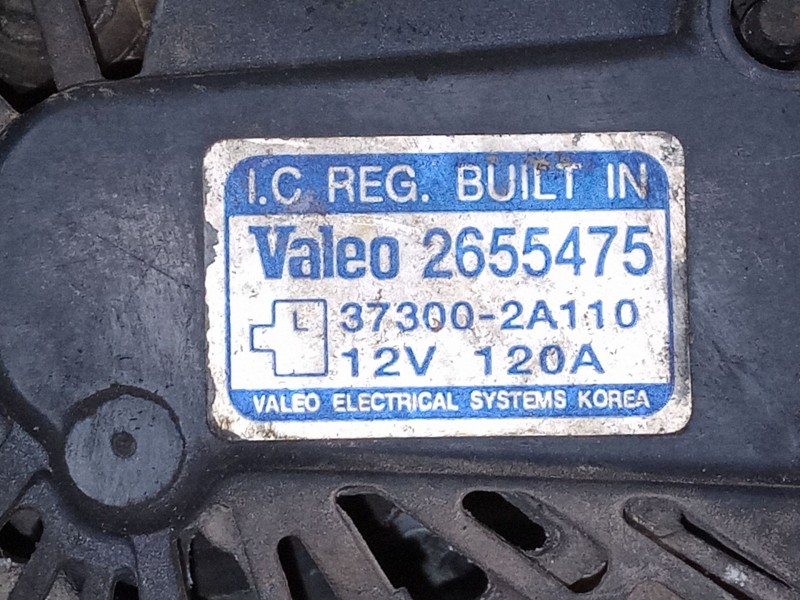 I.C REG. BUILT IN
Valeo 2655475
L 37300-2A110
12V 120A
VALEO ELECTRICAL SYSTEMS KOREA